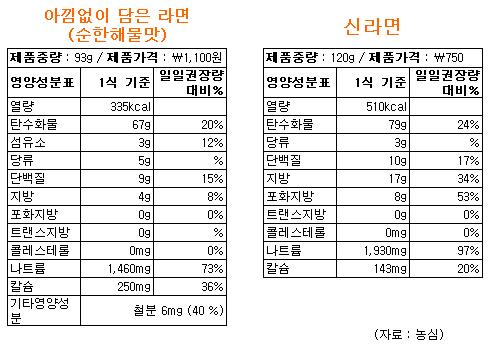 아낌없이 담은 라면
(순한해물맛)
제품중량 : 93g / 제품가격 : ₩1,100원
영양성분표 1식 기준 일일권장량 대비%
열량 335kcal
탄수화물 67g 20%
섬유소 3g 12%
당류 5g %
단백질 9g 15%
지방 4g 8%
포화지방 0g 0%
트랜스지방 0g %
콜레스테롤 0mg 0%
나트륨 1,460mg 73%
칼슘 250mg 36%
기타영양성분 철분 6mg (40 %)
신라면
제품중량 : 120g / 제품가격 : ₩750
영양성분표 1식 기준 일일권장량 대비%
열량 510kcal
탄수화물 79g 24%
당류 3g %
단백질 10g 17%
지방 17g 34%
포화지방 8g 53%
트랜스지방 0g 0%
콜레스테롤 0mg 0%
나트륨 1,930mg 97%
칼슘 143mg 20%
(자료 : 농심)